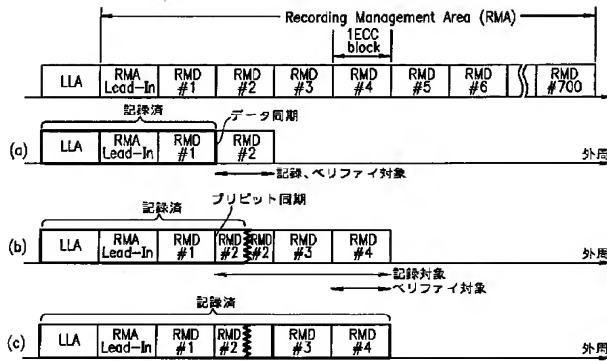 Recording Management Area (RMA)
1ECC
block
LLA RMA Lead-In RMD #1 RMD #2 RMD #3 RMD #4 RMD #5 RMD #6 RMD #700
記録済
データ同期
(a) LLA RMA Lead-In RMD #1 RMD #2 外周
記録、ベリファイ対象
プリピット同期
記録済
(b) LLA RMA Lead-In RMD #1 RMD #2 RMD #2 RMD #3 RMD #4 外周
記録対象
ベリファイ対象
記録済
(c) LLA RMA Lead-In RMD #1 RMD #2 RMD #3 RMD #4 外周